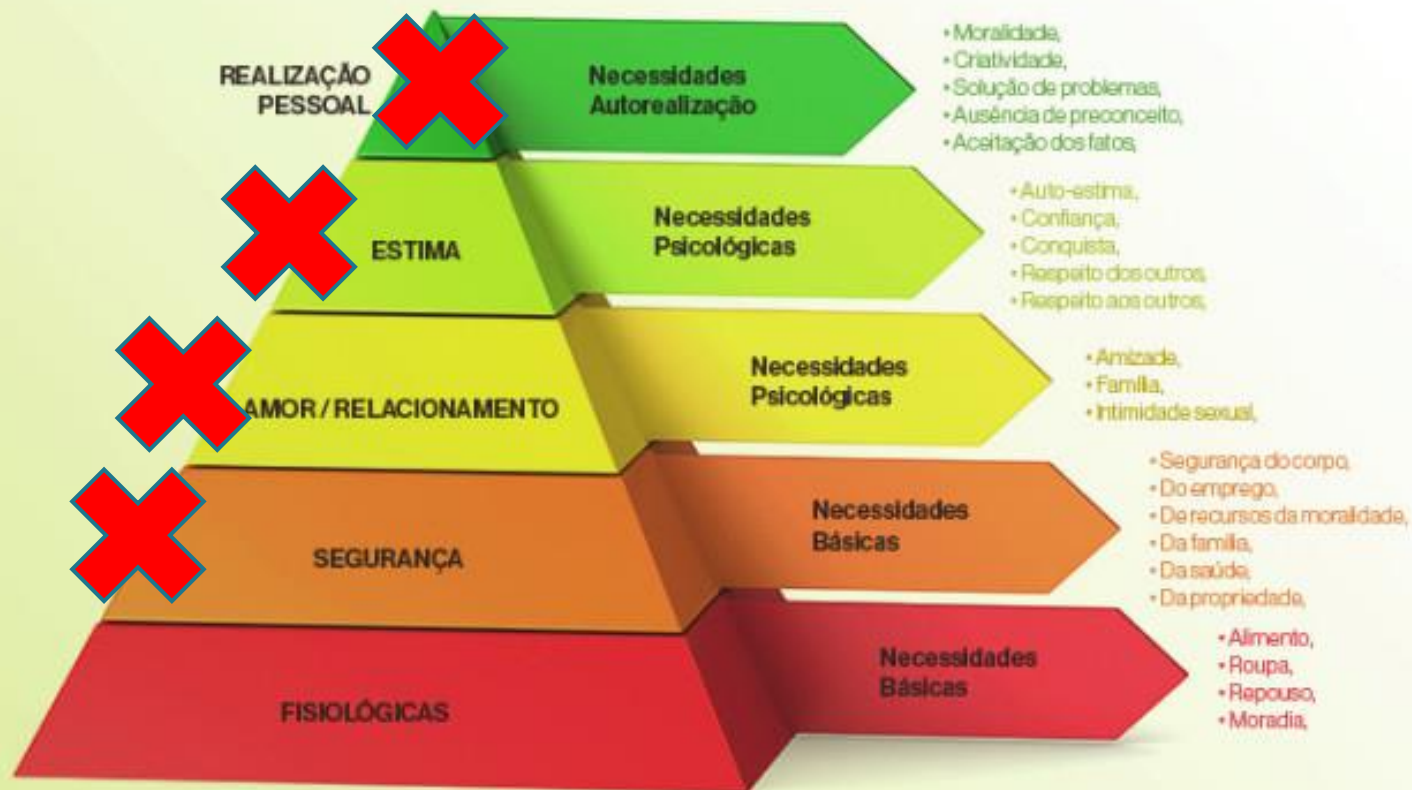 REALIZAÇÃO
PESSOAL
Necessidades
Autorealização
• Moralidade,
• Criatividade,
• Solução de problemas,
• Ausência de preconceito,
• Aceitação dos fatos,
ESTIMA
Necessidades
Psicológicas
• Auto-estima,
• Confiança,
• Conquista,
• Respeito dos outros,
• Respeito aos outros,
AMOR / RELACIONAMENTO
Necessidades
Psicológicas
• Amizade,
• Família,
• Intimidade sexual,
SEGURANÇA
Necessidades
Básicas
• Segurança do corpo,
• Do emprego,
• De recursos da moralidade,
• Da família,
• Da saúde,
• Da propriedade,
FISIOLÓGICAS
Necessidades
Básicas
• Alimento,
• Roupa,
• Repouso,
• Moradia,